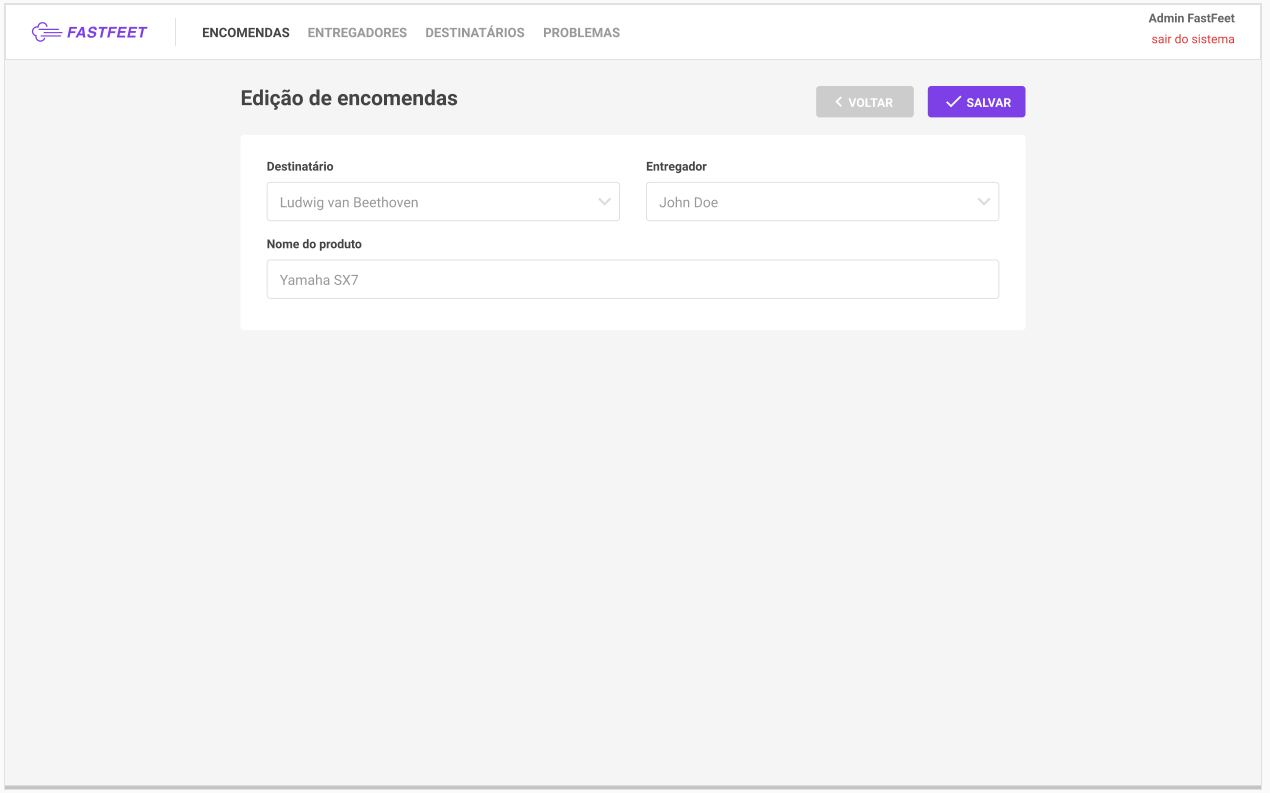 FASTFEET ENCOMENDAS ENTREGADORES DESTINATÁRIOS PROBLEMAS Admin FastFeet
sair do sistema
Edição de encomendas VOLTAR SALVAR
Destinatário Entregador
Ludwig van Beethoven John Doe
Nome do produto
Yamaha SX7